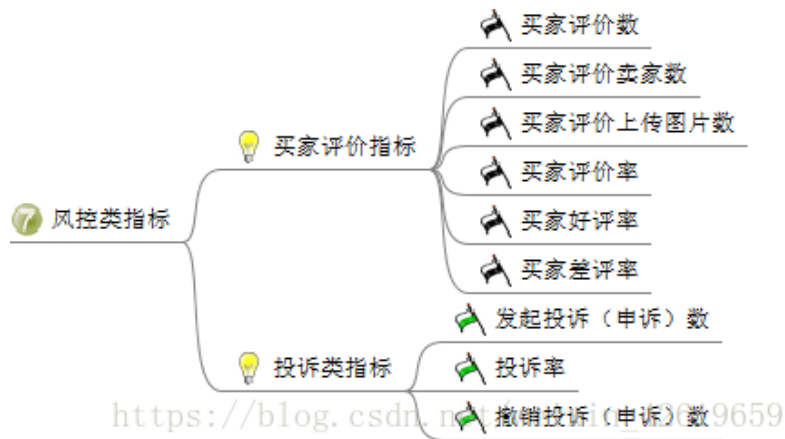 买家评价数
买家评价卖家数
买家评价上传图片数
买家评价指标
买家评价率
买家好评率
7 风控类指标
买家差评率
发起投诉（申诉）数
投诉类指标
投诉率
撤销投诉（申诉）数
https://blog.csdn.n
9659